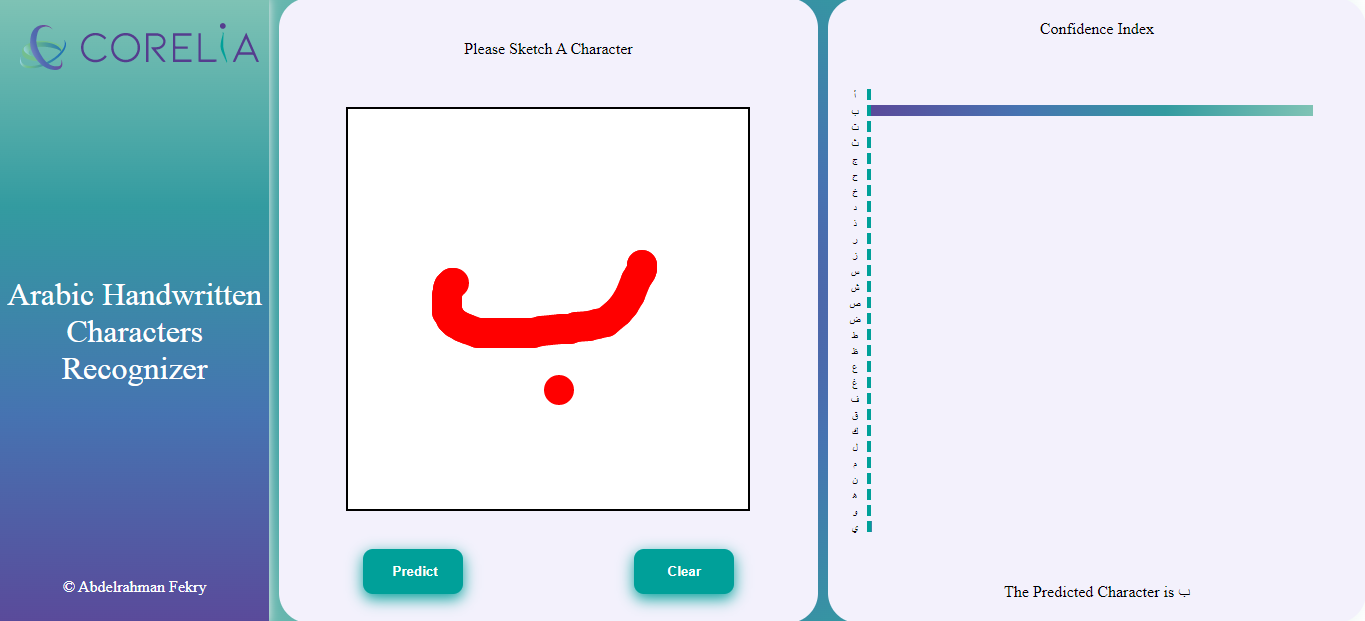 CORELiA
Arabic Handwritten
Characters
Recognizer
© Abdelrahman Fekry
Please Sketch A Character
ب
Predict
Clear
Confidence Index
أ
ب
ت
ث
ج
ح
خ
د
ذ
ر
ز
س
ش
ص
ض
ط
ظ
ع
غ
ف
ق
ك
ل
م
ن
ه
و
ي
The Predicted Character is ب